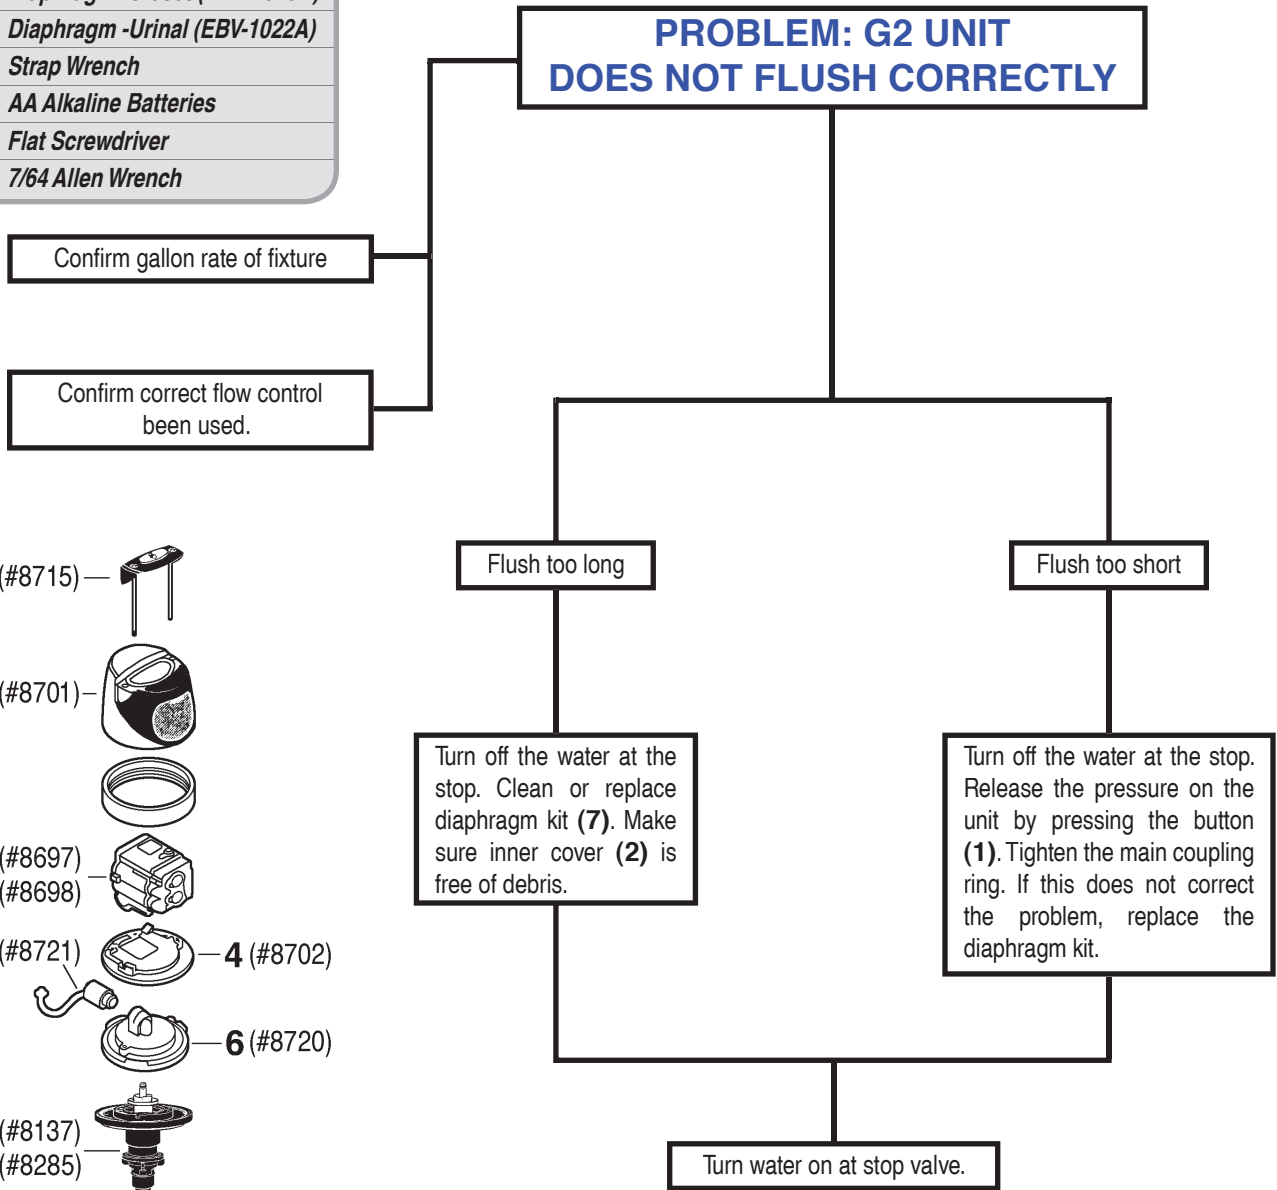 Diaphragm -Urinal (EBV-1022A)
Strap Wrench
AA Alkaline Batteries
Flat Screwdriver
7/64 Allen Wrench
PROBLEM: G2 UNIT
DOES NOT FLUSH CORRECTLY
Confirm gallon rate of fixture
Confirm correct flow control
been used.
Flush too long
Flush too short
Turn off the water at the
stop. Clean or replace
diaphragm kit (7). Make
sure inner cover (2) is
free of debris.
Turn off the water at the stop.
Release the pressure on the
unit by pressing the button
(1). Tighten the main coupling
ring. If this does not correct
the problem, replace the
diaphragm kit.
Turn water on at stop valve.
(#8715)
(#8701)
(#8697)
(#8698)
(#8721)
4 (#8702)
6 (#8720)
(#8137)
(#8285)